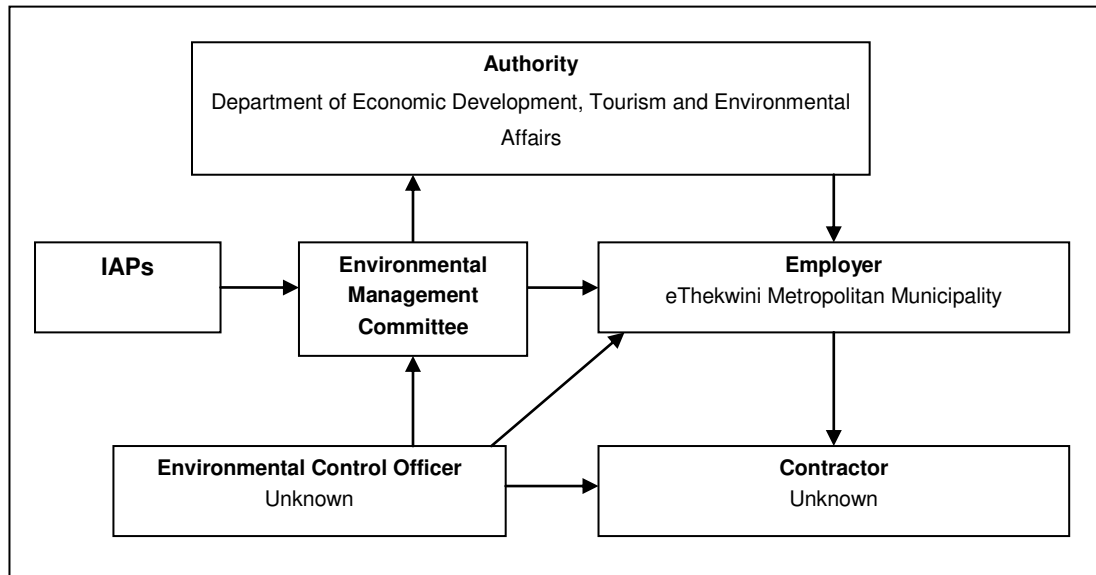 Authority
Department of Economic Development, Tourism and Environmental
Affairs
IAPs
Environmental
Management
Committee
Employer
eThekwini Metropolitan Municipality
Environmental Control Officer
Unknown
Contractor
Unknown